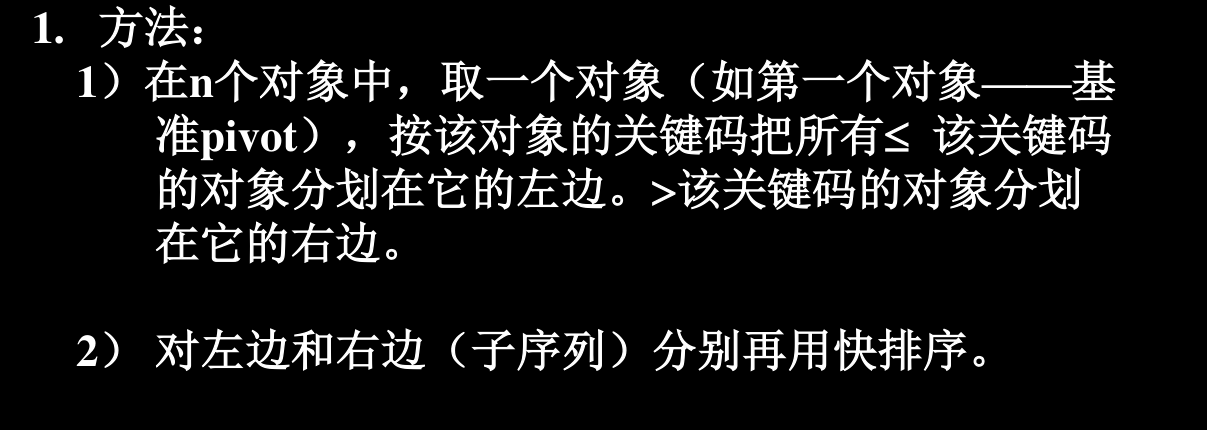 1. 方法：
1）在n个对象中，取一个对象（如第一个对象——基
准pivot），按该对象的关键码把所有≤ 该关键码
的对象分划在它的左边。>该关键码的对象分划
在它的右边。
2） 对左边和右边（子序列）分别再用快排序。